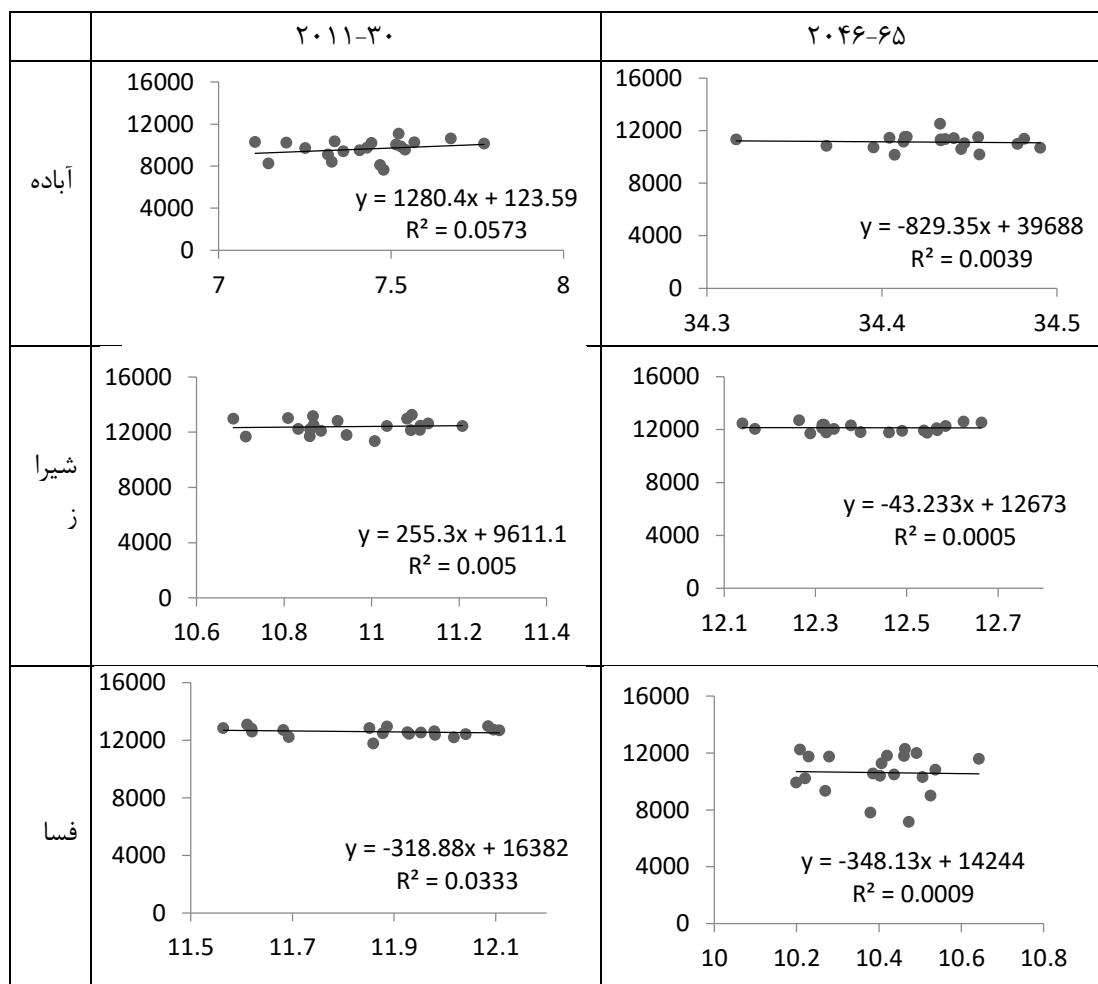 ۲۰۱۱-۳۰
۲۰۴۶-۶۵
آباده
16000
12000
8000
4000
0
y = 1280.4x + 123.59
R² = 0.0573
7 7.5 8
16000
12000
8000
4000
0
y = -829.35x + 39688
R² = 0.0039
34.3 34.4 34.5
شیرا
ز
16000
12000
8000
4000
0
y = 255.3x + 9611.1
R² = 0.005
10.6 10.8 11 11.2 11.4
16000
12000
8000
4000
0
y = -43.233x + 12673
R² = 0.0005
12.1 12.3 12.5 12.7
فسا
16000
12000
8000
4000
0
y = -318.88x + 16382
R² = 0.0333
11.5 11.7 11.9 12.1
16000
12000
8000
4000
0
y = -348.13x + 14244
R² = 0.0009
10 10.2 10.4 10.6 10.8